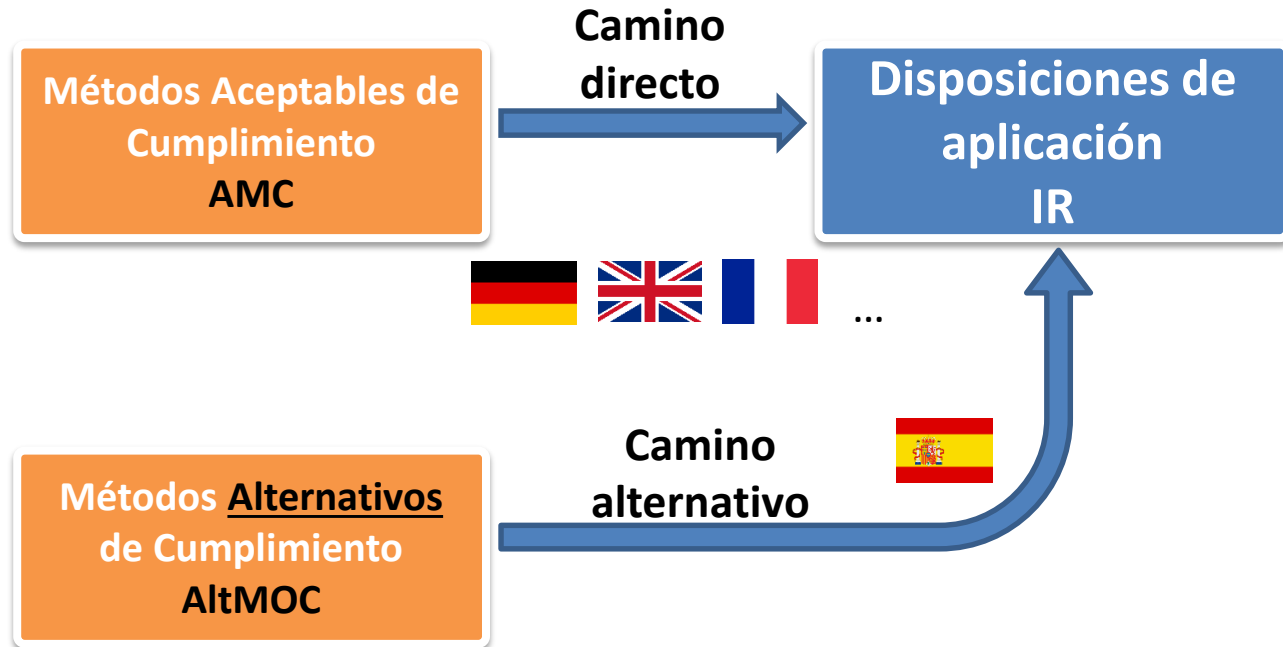 Métodos Aceptables de
Cumplimiento
AMC
Camino
directo
Disposiciones de
aplicación
IR
...
Métodos Alternativos
de Cumplimiento
AltMOC
Camino
alternativo